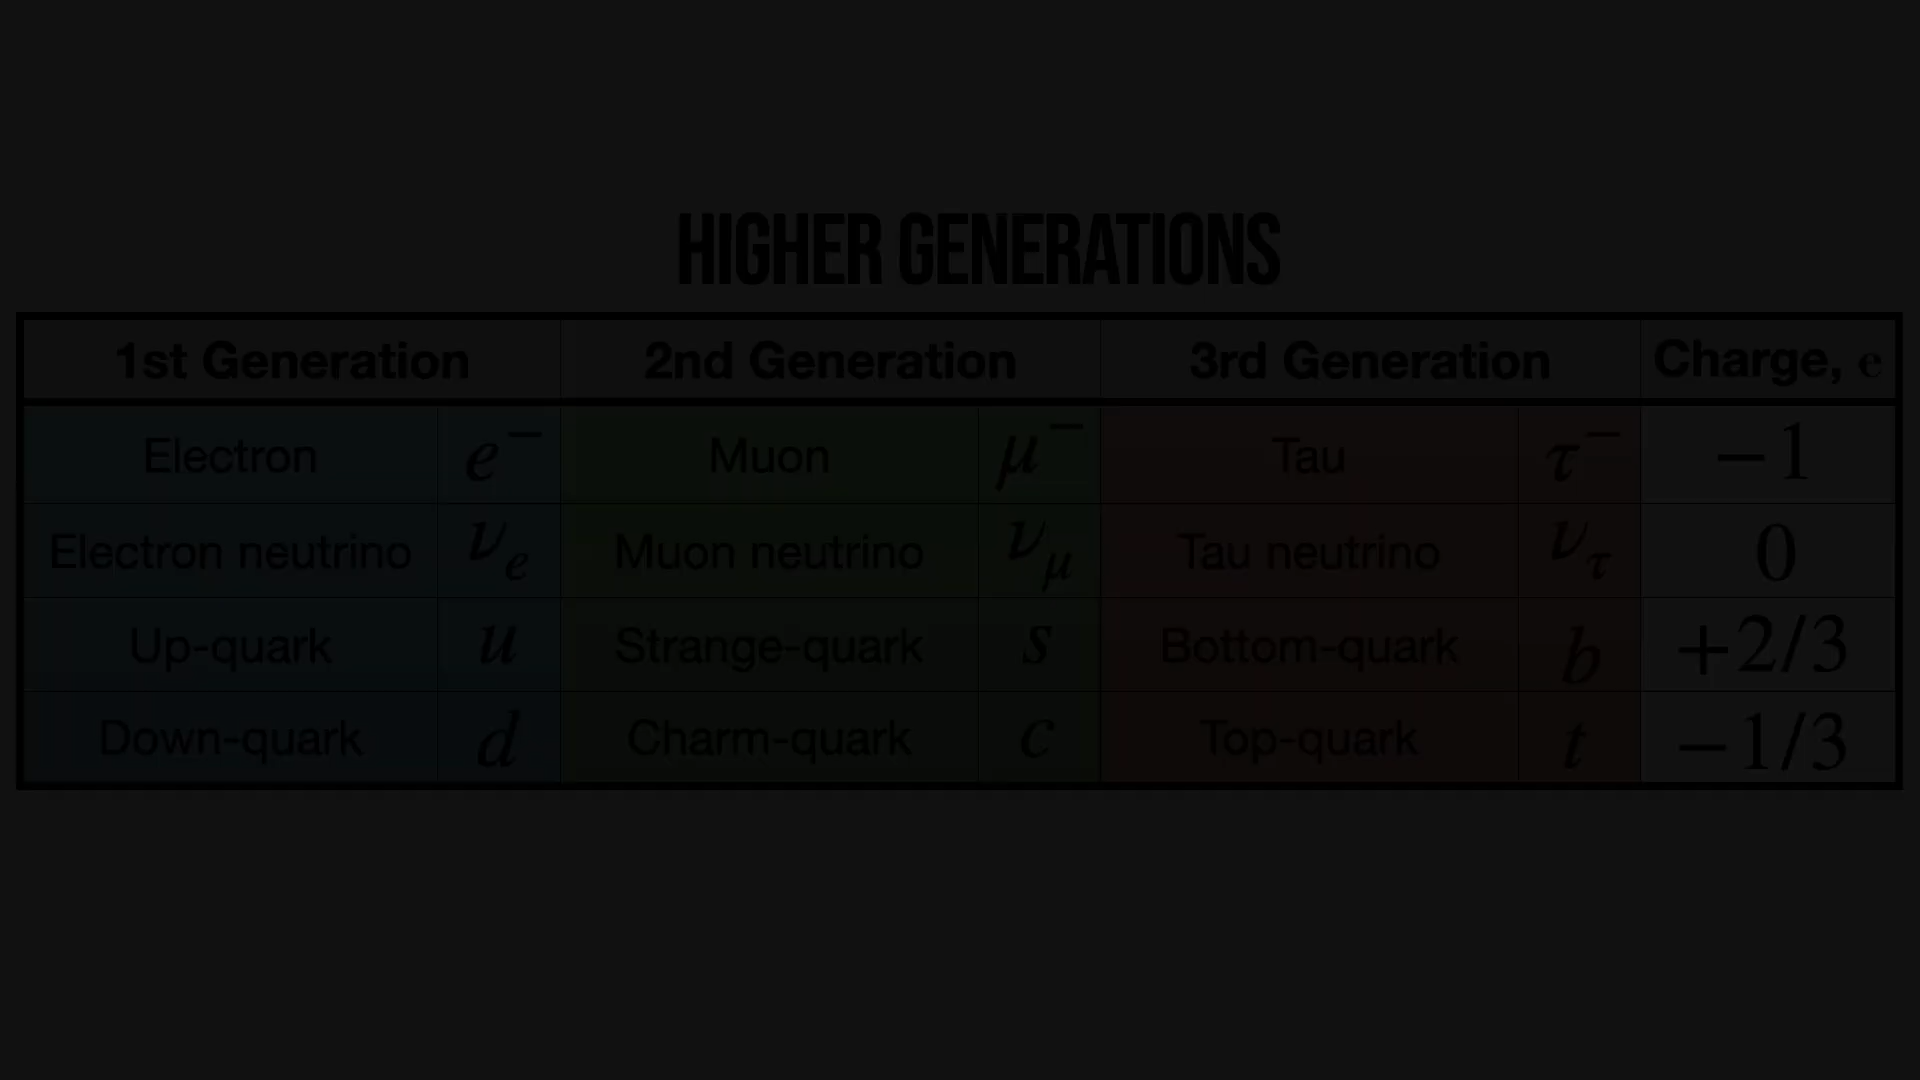 HIGHER GENERATIONS
1st Generation 2nd Generation 3rd Generation Charge, e
Electron e⁻ Muon μ⁻ Tau τ⁻ −1
Electron neutrino νₑ Muon neutrino ν_μ Tau neutrino ν_τ 0
Up-quark u Strange-quark s Bottom-quark b +2/3
Down-quark d Charm-quark c Top-quark t −1/3